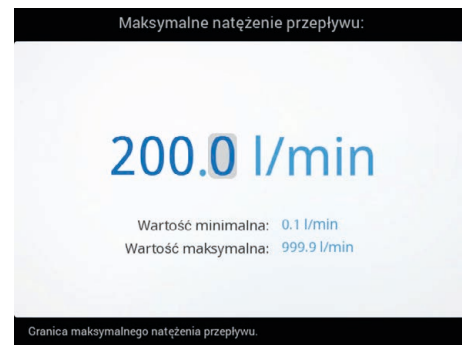 Maksymalne natężenie przepływu:
200.0 l/min
Wartość minimalna: 0.1 l/min
Wartość maksymalna: 999.9 l/min
Granica maksymalnego natężenia przepływu.